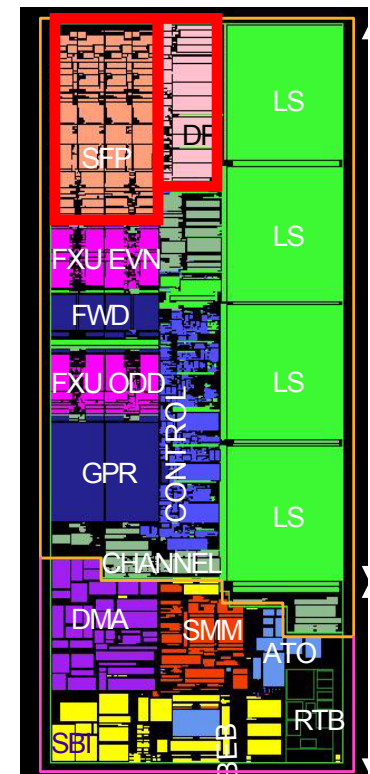 LS
DP
SFP
LS
FXU EVN
FWD
LS
FXU ODD
CONTROL
GPR
LS
CHANNEL
DMA
SMM
ATO
RTB
SBI
BEB